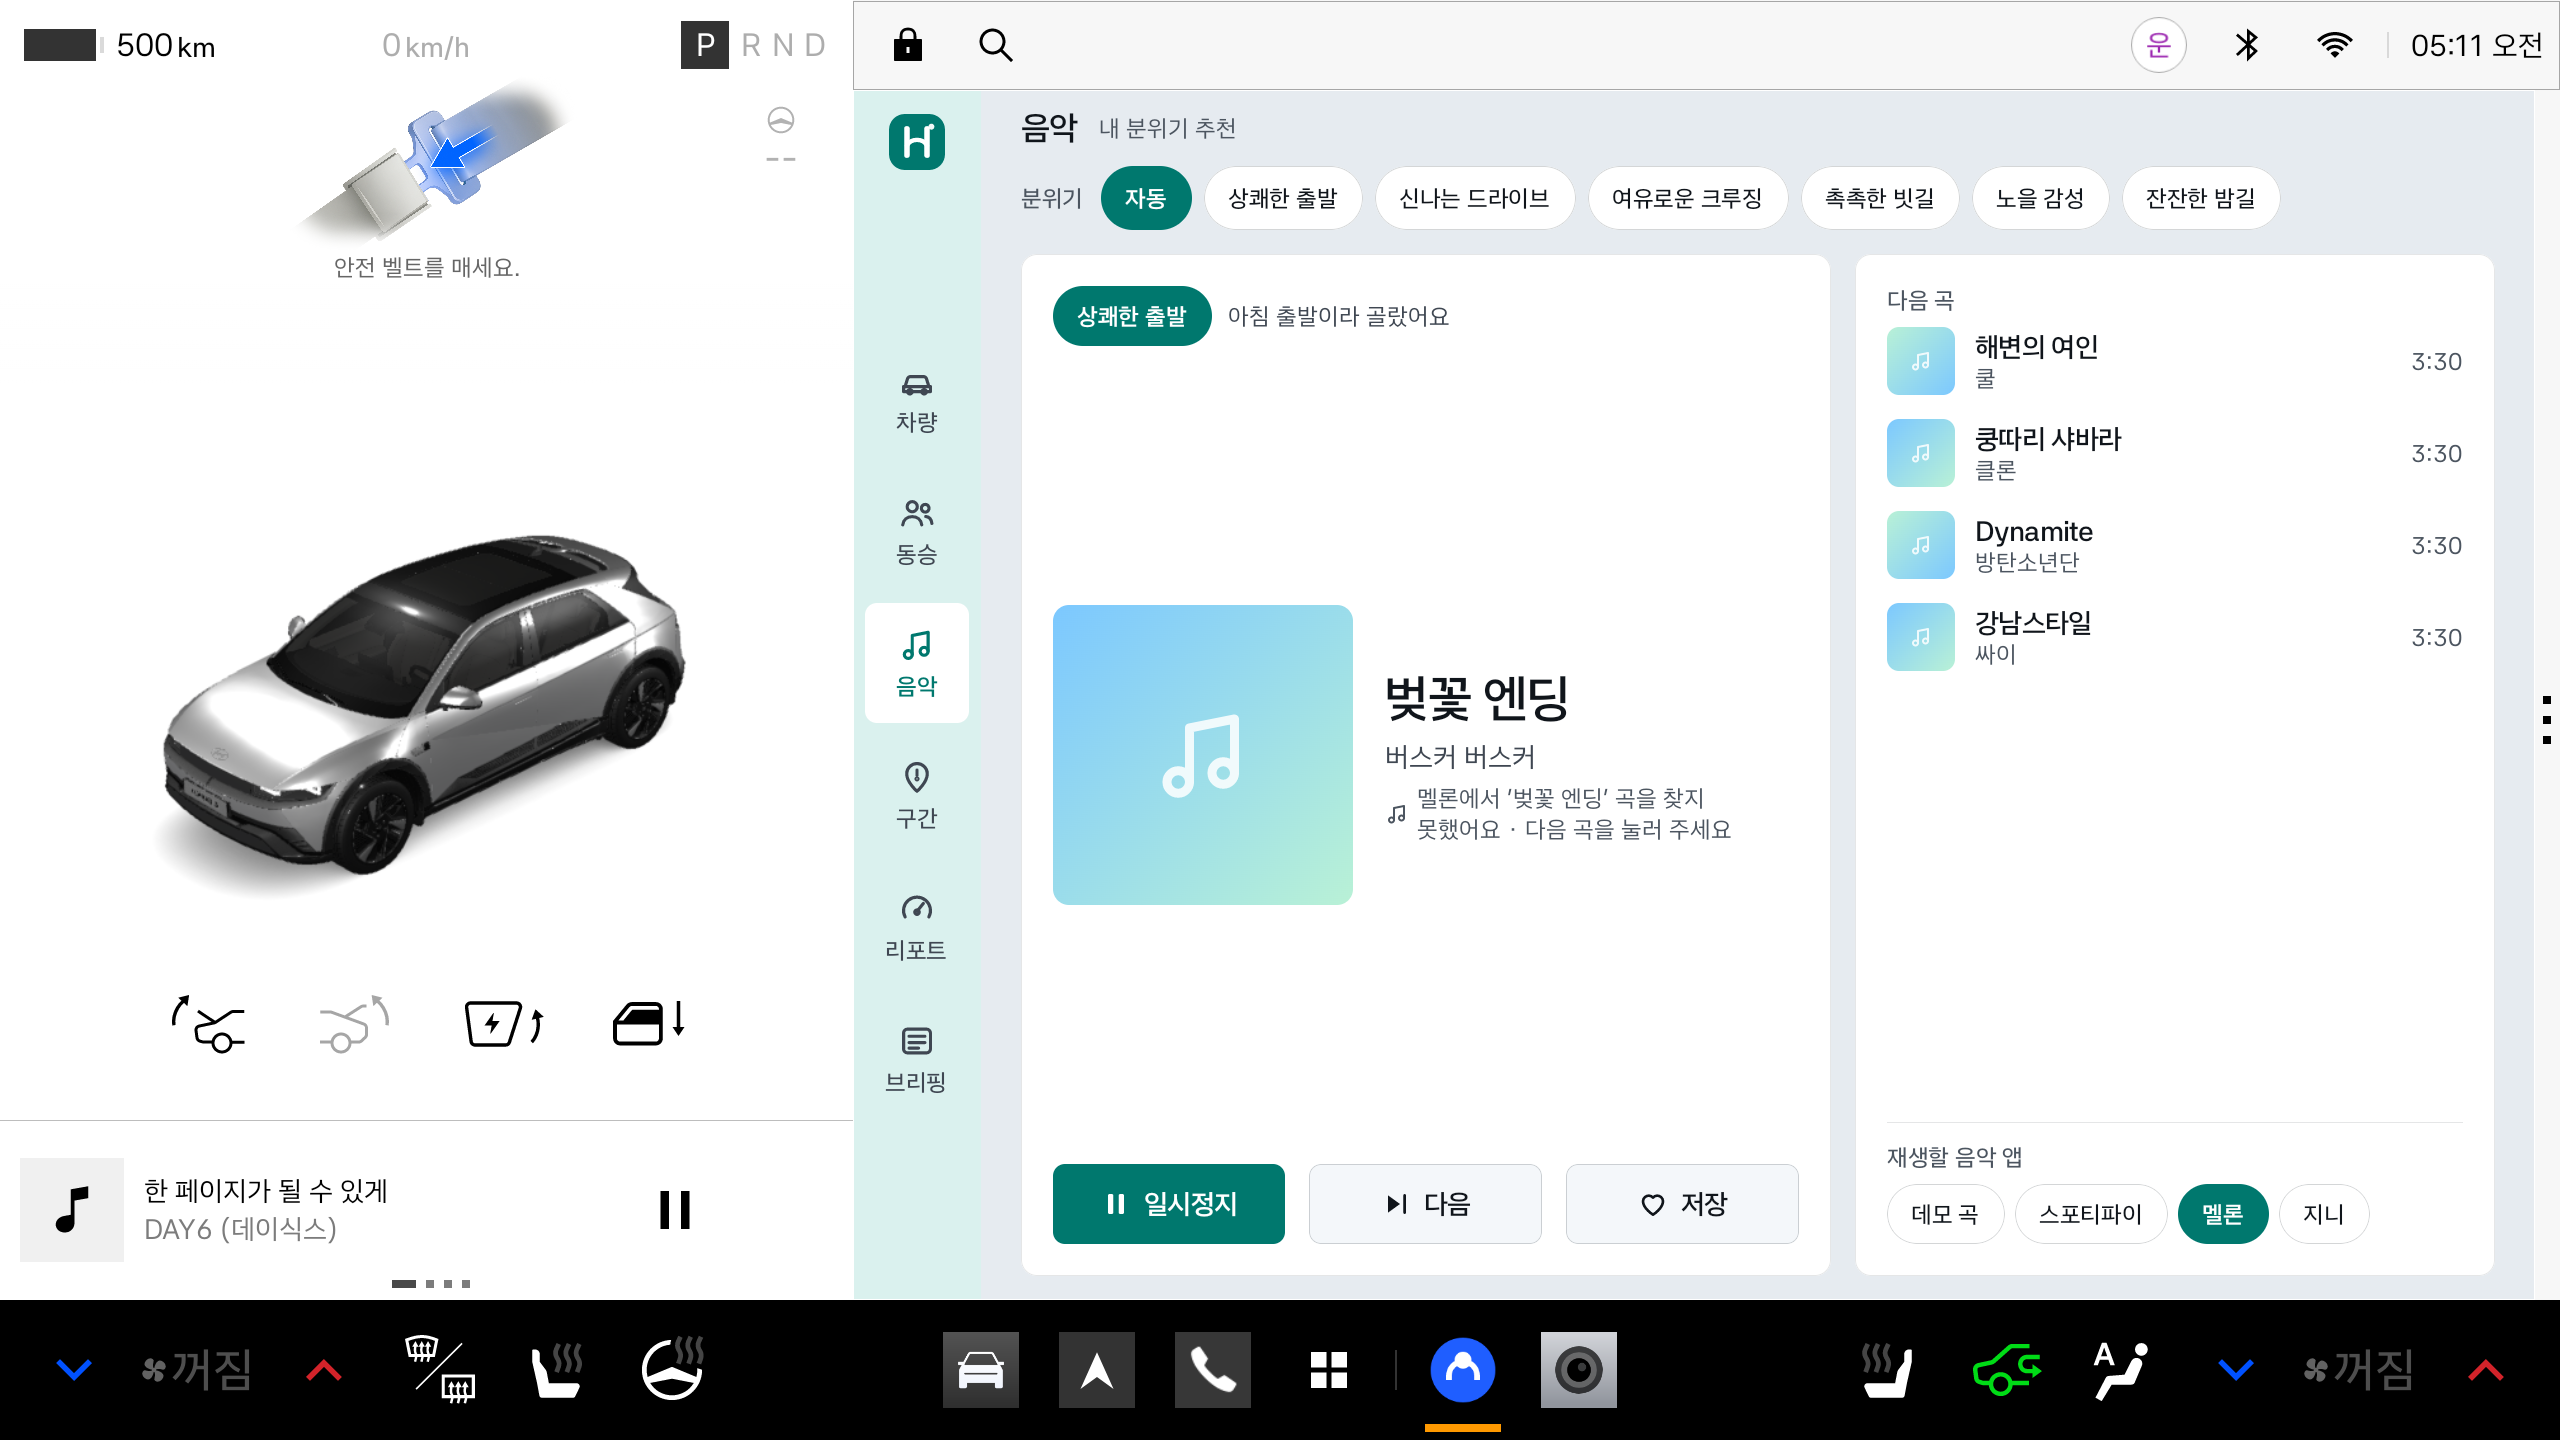 500 km
0 km/h
P R N D
안전 벨트를 매세요.
한 페이지가 될 수 있게
DAY6 (데이식스)
운
05:11 오전
차량
동승
음악
구간
리포트
브리핑
음악 내 분위기 추천
분위기 자동 상쾌한 출발 신나는 드라이브 여유로운 크루징 촉촉한 빗길 노을 감성 잔잔한 밤길
상쾌한 출발 아침 출발이라 골랐어요
벚꽃 엔딩
버스커 버스커
멜론에서 '벚꽃 엔딩' 곡을 찾지
못했어요 · 다음 곡을 눌러 주세요
일시정지 다음 저장
다음 곡
해변의 여인
쿨
3:30
쿵따리 샤바라
클론
3:30
Dynamite
방탄소년단
3:30
강남스타일
싸이
3:30
재생할 음악 앱
데모 곡 스포티파이 멜론 지니
꺼짐
A
꺼짐